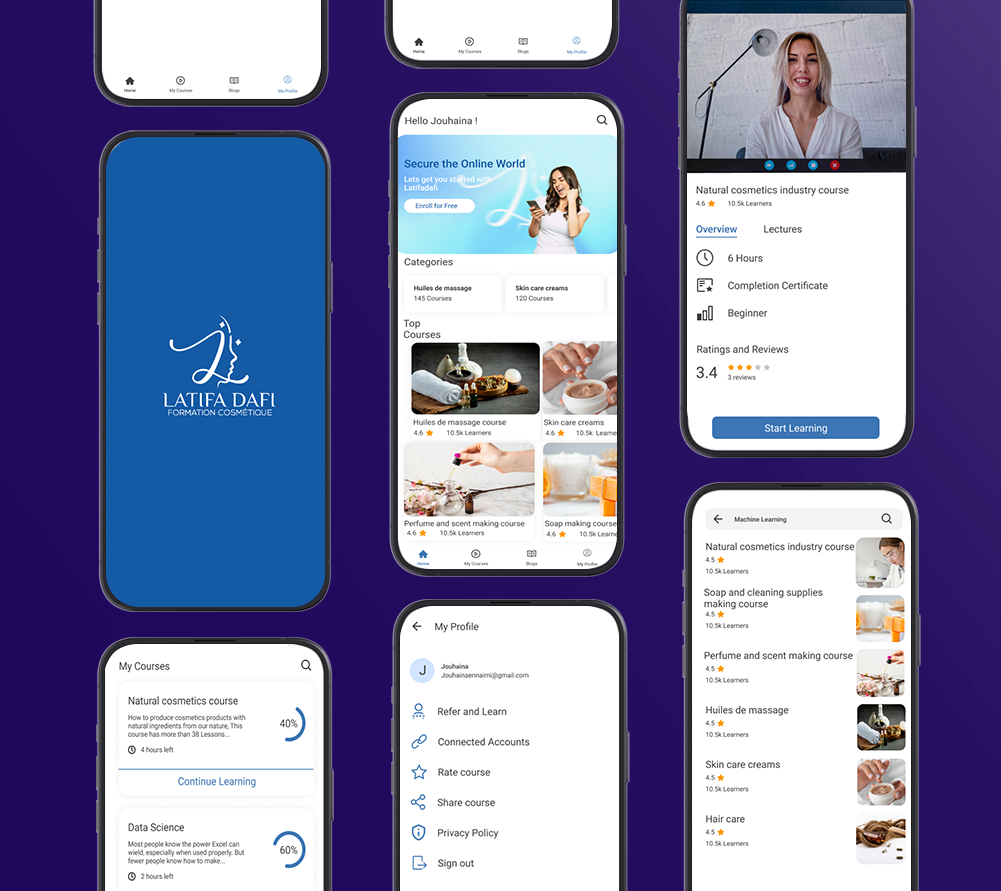 Home
My Courses
Blogs
My Profile
LATIFA DAFI
FORMATION COSMÉTIQUE
My Courses
Natural cosmetics course
How to produce cosmetics products with
natural ingredients from our nature, This
course has more than 38 Lessons...
40%
4 hours left
Continue Learning
Data Science
Most people know the power Excel can
wield, especially when used properly. But
fewer people know how to make...
60%
2 hours left
Home
My Courses
Blogs
My Profile
Hello Jouhaina !
Secure the Online World
Lets get you started with
Latifadafi
Enroll for Free
Categories
Huiles de massage
145 Courses
Skin care creams
120 Courses
Top
Courses
Huiles de massage course
4.6
10.5k Learners
Skin care creams
4.6
10.5k Learne
Perfume and scent making course
4.6
10.5k Learners
Soap making course
4.6
10.5k Learne
Home
My Courses
Blogs
My Profile
My Profile
J
Jouhaina
Jouhainaennaimi@gmail.com
Refer and Learn
Connected Accounts
Rate course
Share course
Privacy Policy
Sign out
Natural cosmetics industry course
4.6
10.5k Learners
Overview
Lectures
6 Hours
Completion Certificate
Beginner
Ratings and Reviews
3.4
3 reviews
Start Learning
Machine Learning
Natural cosmetics industry course
4.5
10.5k Learners
Soap and cleaning supplies
making course
4.5
10.5k Learners
Perfume and scent making course
4.5
10.5k Learners
Huiles de massage
4.5
10.5k Learners
Skin care creams
4.5
10.5k Learners
Hair care
4.5
10.5k Learners